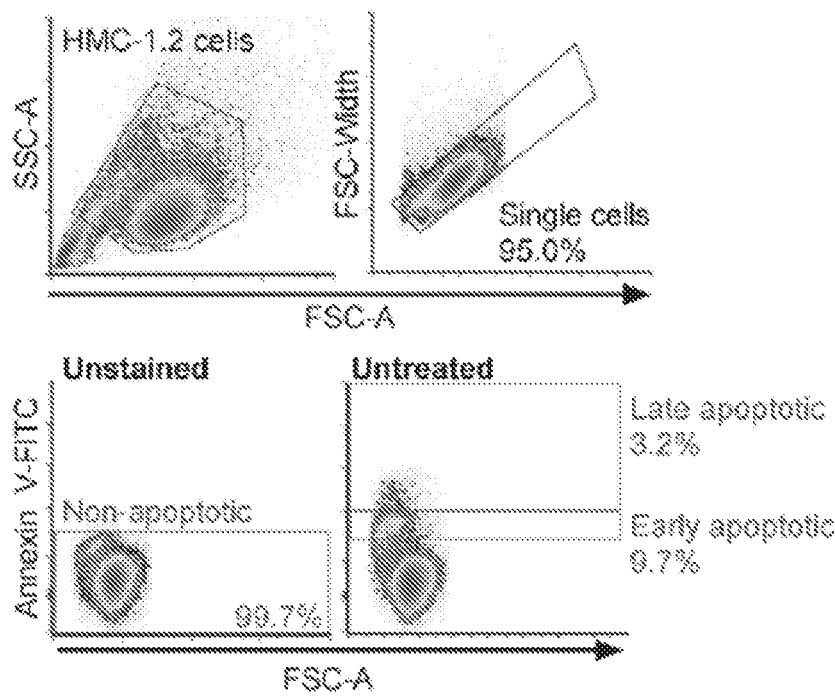 HMC-1.2 cells
SSC-A
FSC-Width
Single cells
95.0%
FSC-A
Unstained
Untreated
Annexin V-FITC
Non-apoptotic
99.7%
Late apoptotic
3.2%
Early apoptotic
9.7%
FSC-A